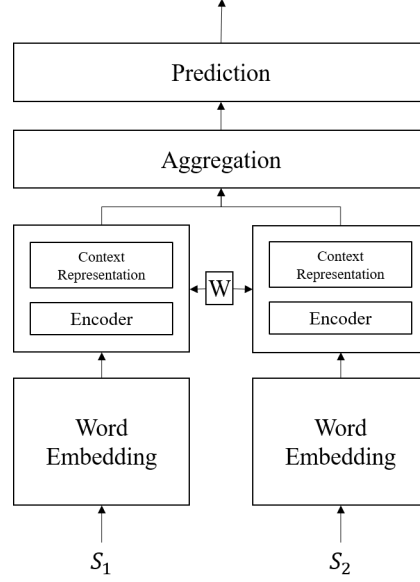 Prediction
Aggregation
Context
Representation
Encoder
W
Context
Representation
Encoder
Word
Embedding
Word
Embedding
S₁
S₂